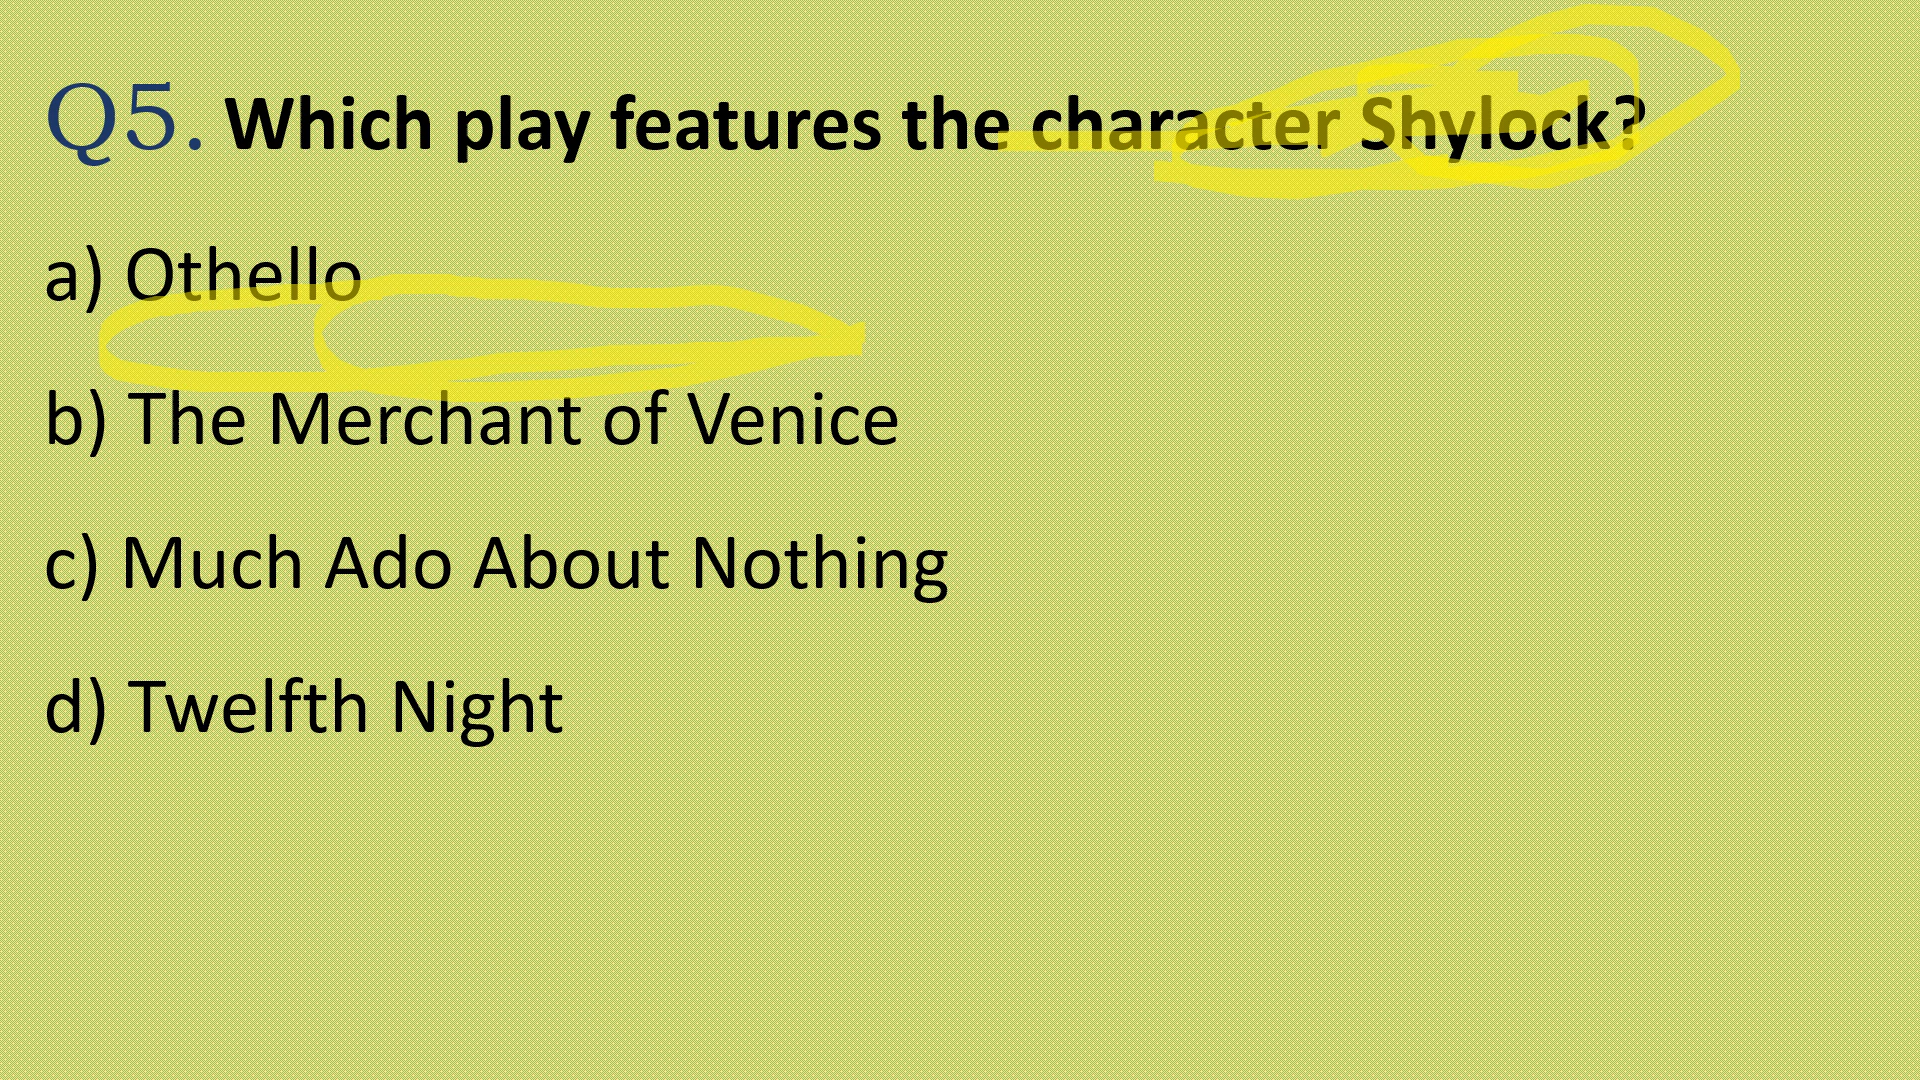 Q5. Which play features the character Shylock?
a) Othello
b) The Merchant of Venice
c) Much Ado About Nothing
d) Twelfth Night